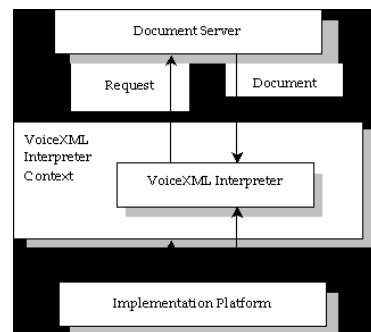 Document Server
Request
Document
VoiceXML
Interpreter
Context
VoiceXML Interpreter
Implementation Platform